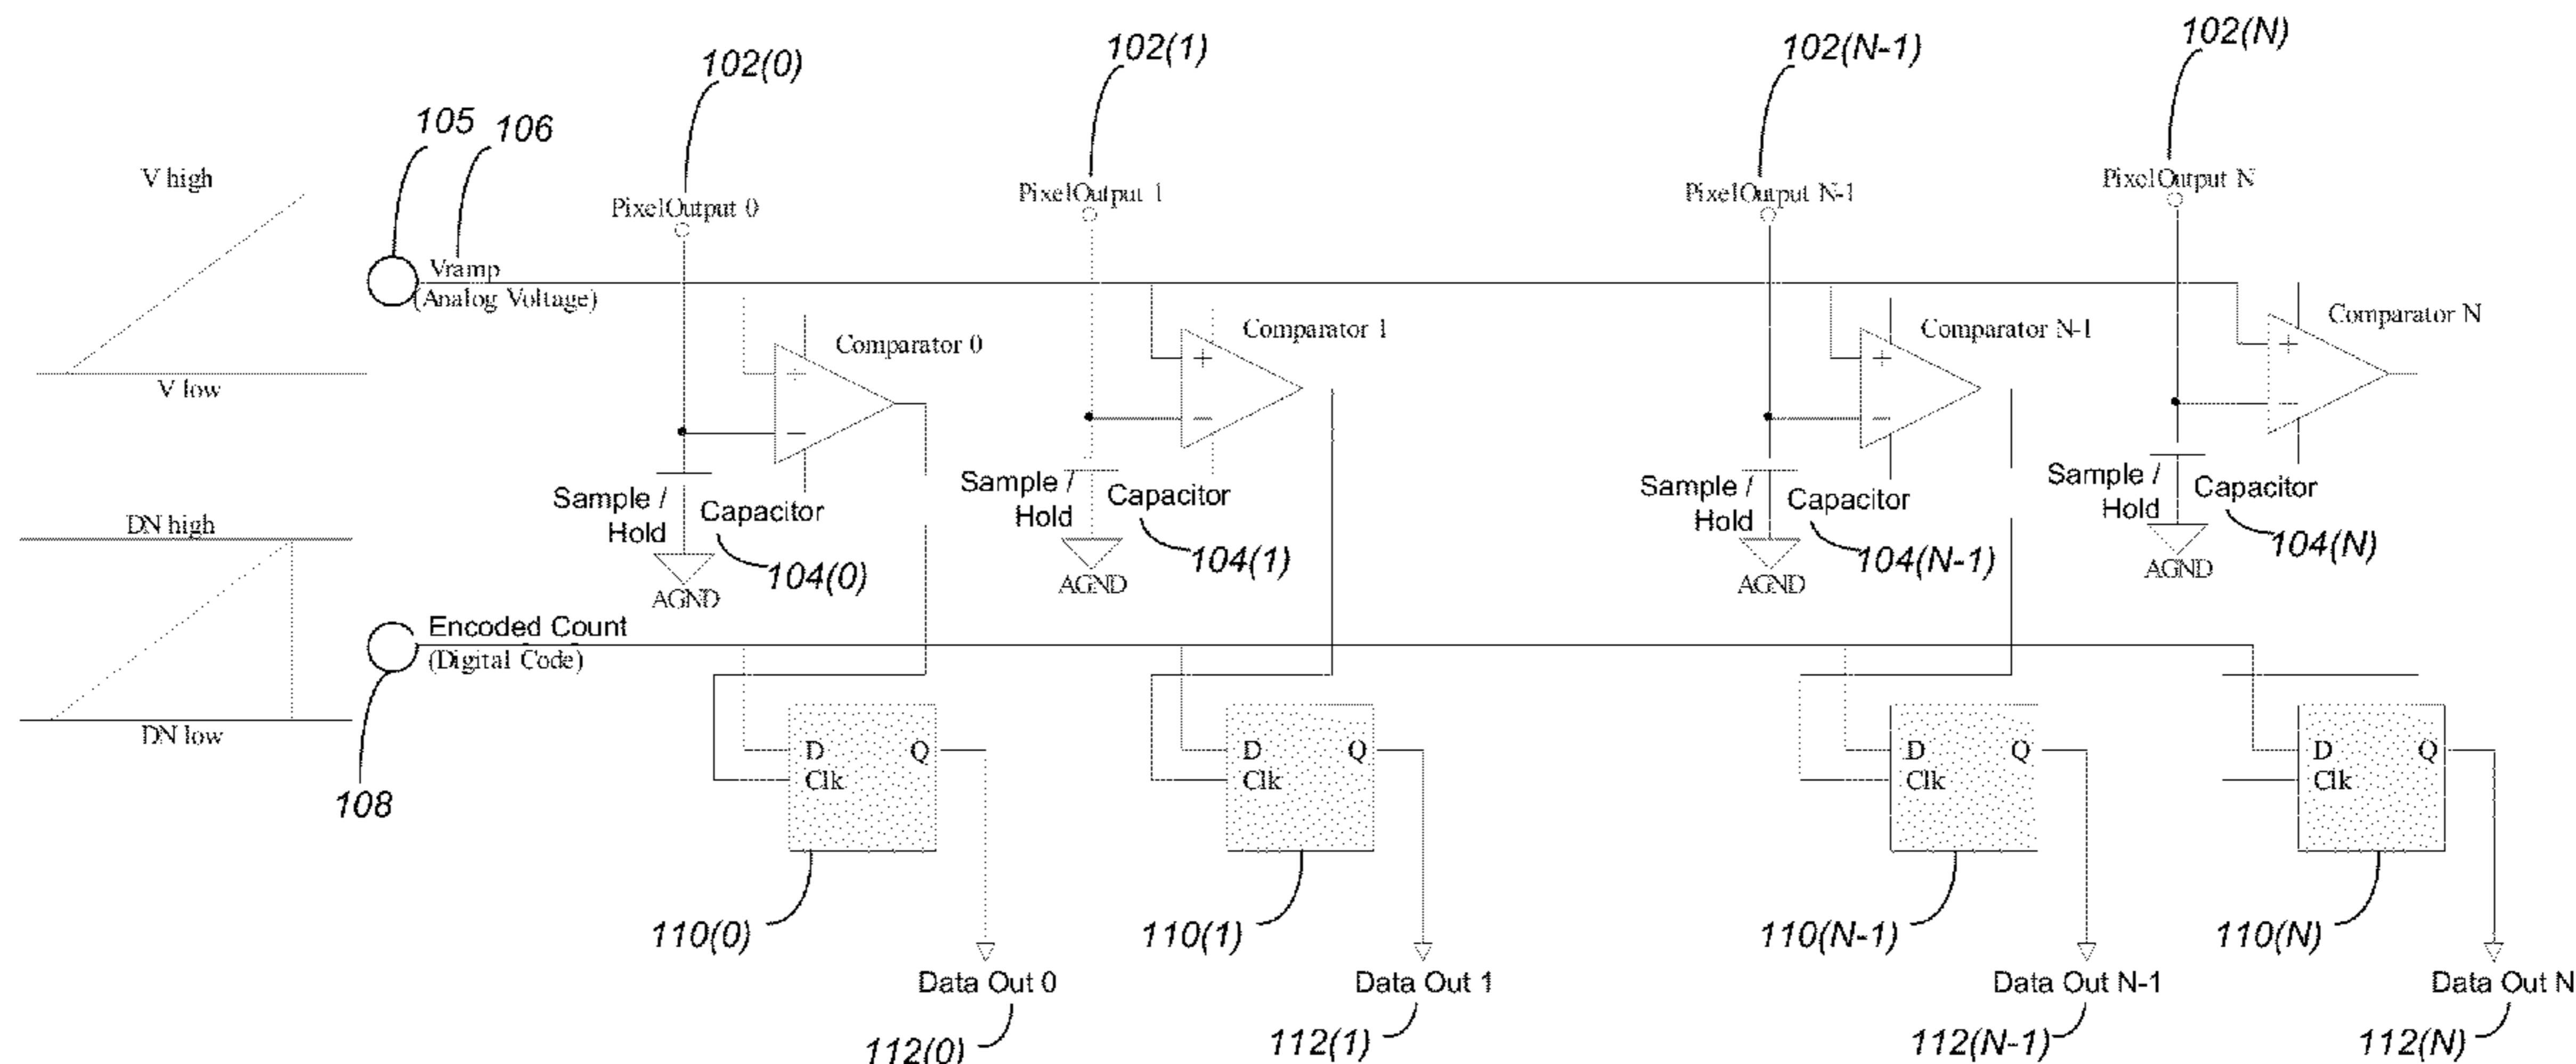 102(0)
102(1)
102(N-1)
102(N)
105
106
V high
PixelOutput 0
PixelOutput 1
PixelOutput N-1
PixelOutput N
Vramp
(Analog Voltage)
V low
Comparator 0
Comparator 1
Comparator N-1
Comparator N
+
−
+
−
+
−
+
−
Sample /
Hold
Capacitor
Sample /
Hold
Capacitor
Sample /
Hold
Capacitor
Sample /
Hold
Capacitor
104(0)
104(1)
104(N-1)
104(N)
AGND
AGND
AGND
AGND
DN high
DN low
Encoded Count
(Digital Code)
108
D
Q
Clk
D
Q
Clk
D
Q
Clk
D
Q
Clk
110(0)
110(1)
110(N-1)
110(N)
Data Out 0
Data Out 1
Data Out N-1
Data Out N
112(0)
112(1)
112(N-1)
112(N)